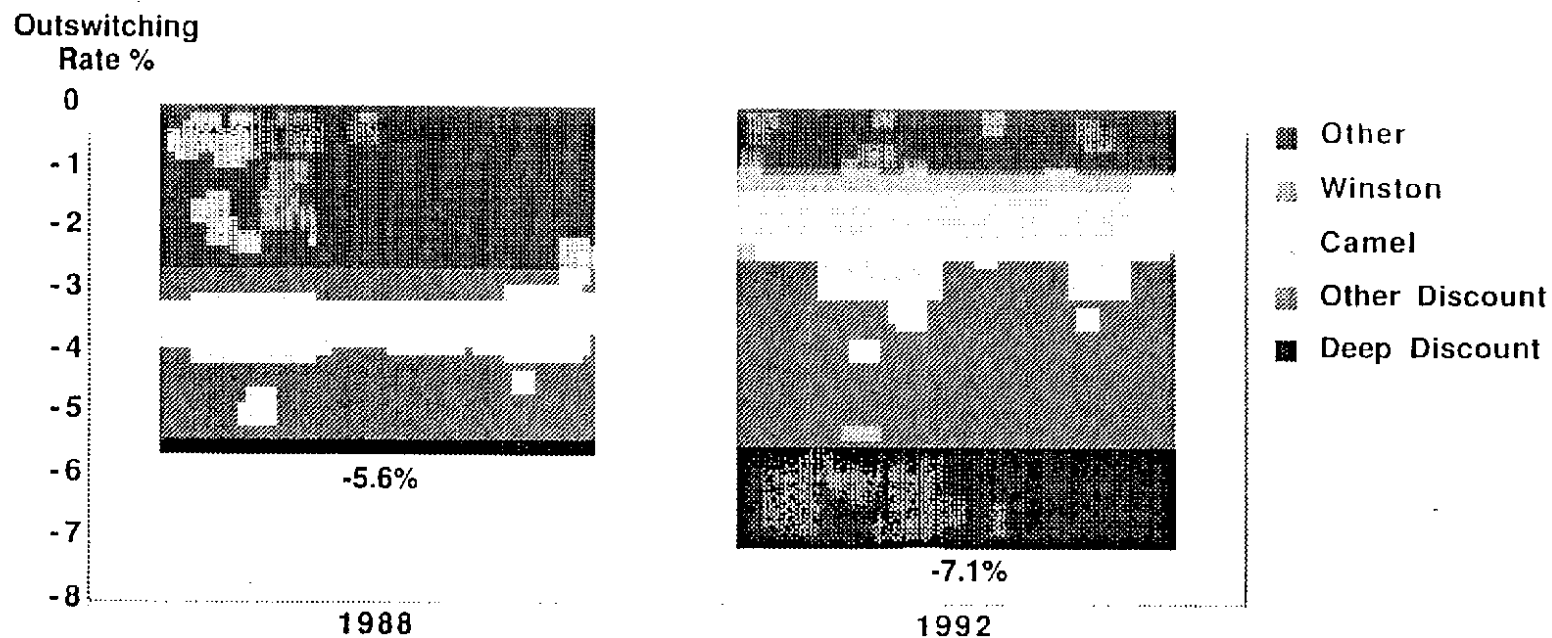 Outswitching
Rate %
0
-1
-2
-3
-4
-5
-6
-7
-8
-5.6%
-7.1%
1988
1992
Other
Winston
Camel
Other Discount
Deep Discount